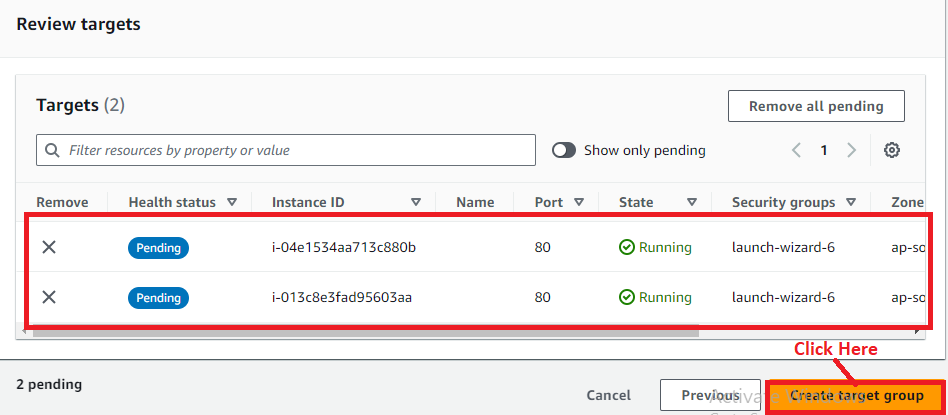 Review targets
Targets (2)
Remove all pending
Filter resources by property or value
Show only pending
1
Remove Health status Instance ID Name Port State Security groups Zone
Pending i-04e1534aa713c880b 80 Running launch-wizard-6 ap-so
Pending i-013c8e3fad95603aa 80 Running launch-wizard-6 ap-so
Click Here
2 pending
Cancel Previous Create target group
Activate Windows